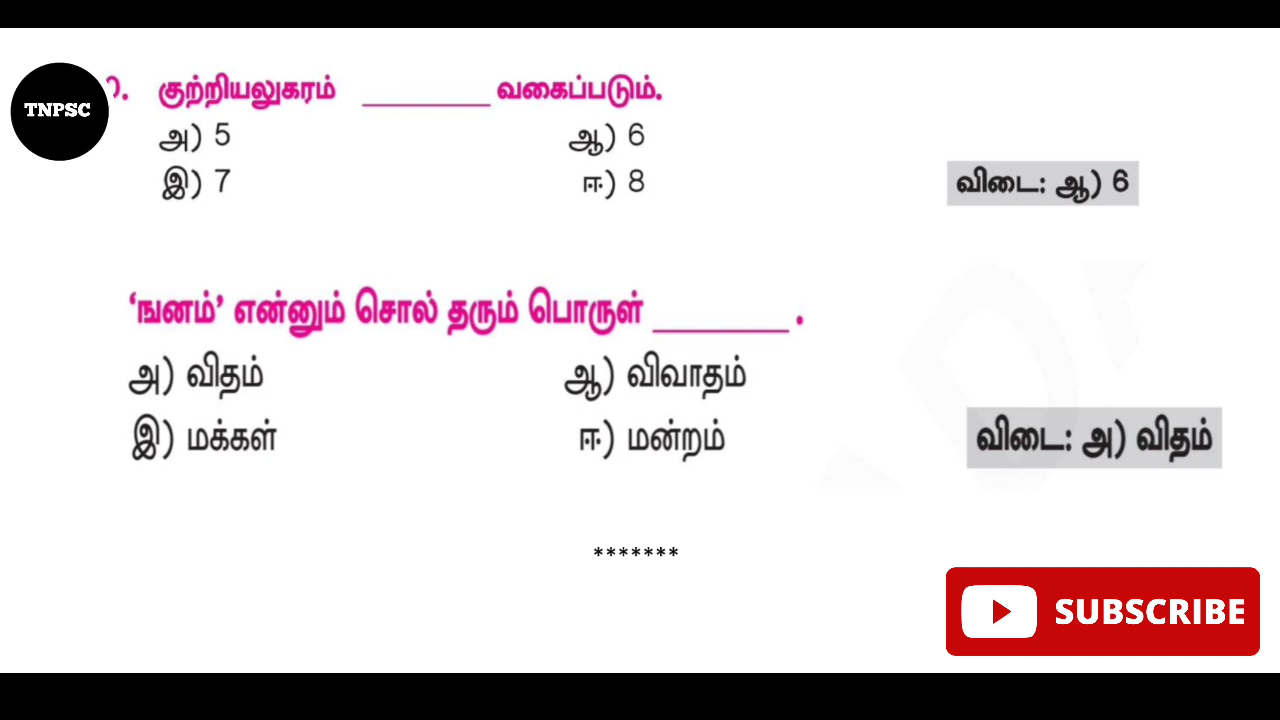 TNPSC
குற்றியலுகரம் ________ வகைப்படும்.
அ) 5 ஆ) 6
இ) 7 ஈ) 8
விடை: ஆ) 6
‘ஙனம்’ என்னும் சொல் தரும் பொருள் ________ .
அ) விதம் ஆ) விவாதம்
இ) மக்கள் ஈ) மன்றம்
விடை: அ) விதம்
*******
SUBSCRIBE